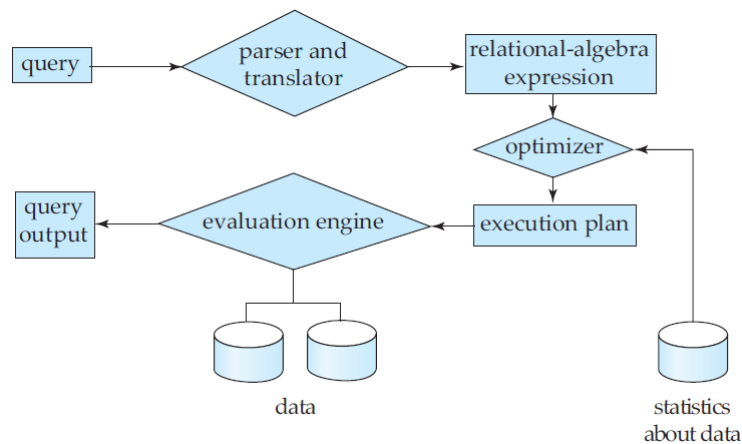 query
parser and
translator
relational-algebra
expression
optimizer
query
output
evaluation engine
execution plan
data
statistics
about data